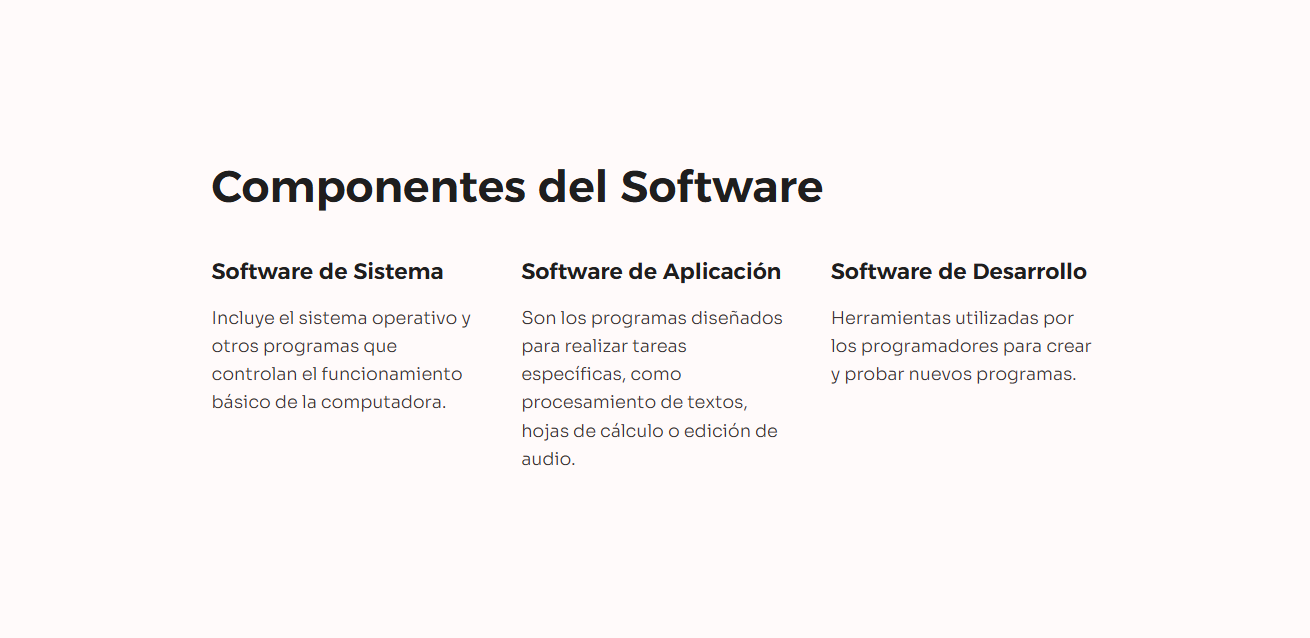 Componentes del Software
Software de Sistema
Incluye el sistema operativo y
otros programas que
controlan el funcionamiento
básico de la computadora.
Software de Aplicación
Son los programas diseñados
para realizar tareas
específicas, como
procesamiento de textos,
hojas de cálculo o edición de
audio.
Software de Desarrollo
Herramientas utilizadas por
los programadores para crear
y probar nuevos programas.